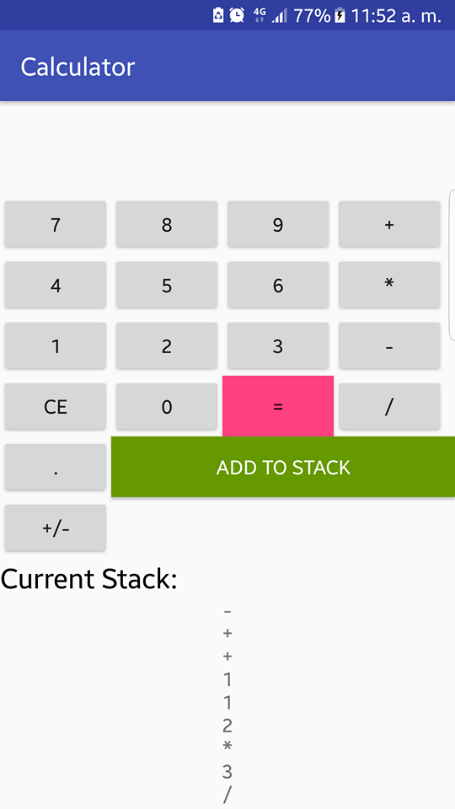 4G 77% 11:52 a. m.
Calculator
7 8 9 +
4 5 6 *
1 2 3 -
CE 0 = /
. ADD TO STACK
+/-
Current Stack:
-
+
+
1
1
2
*
3
/